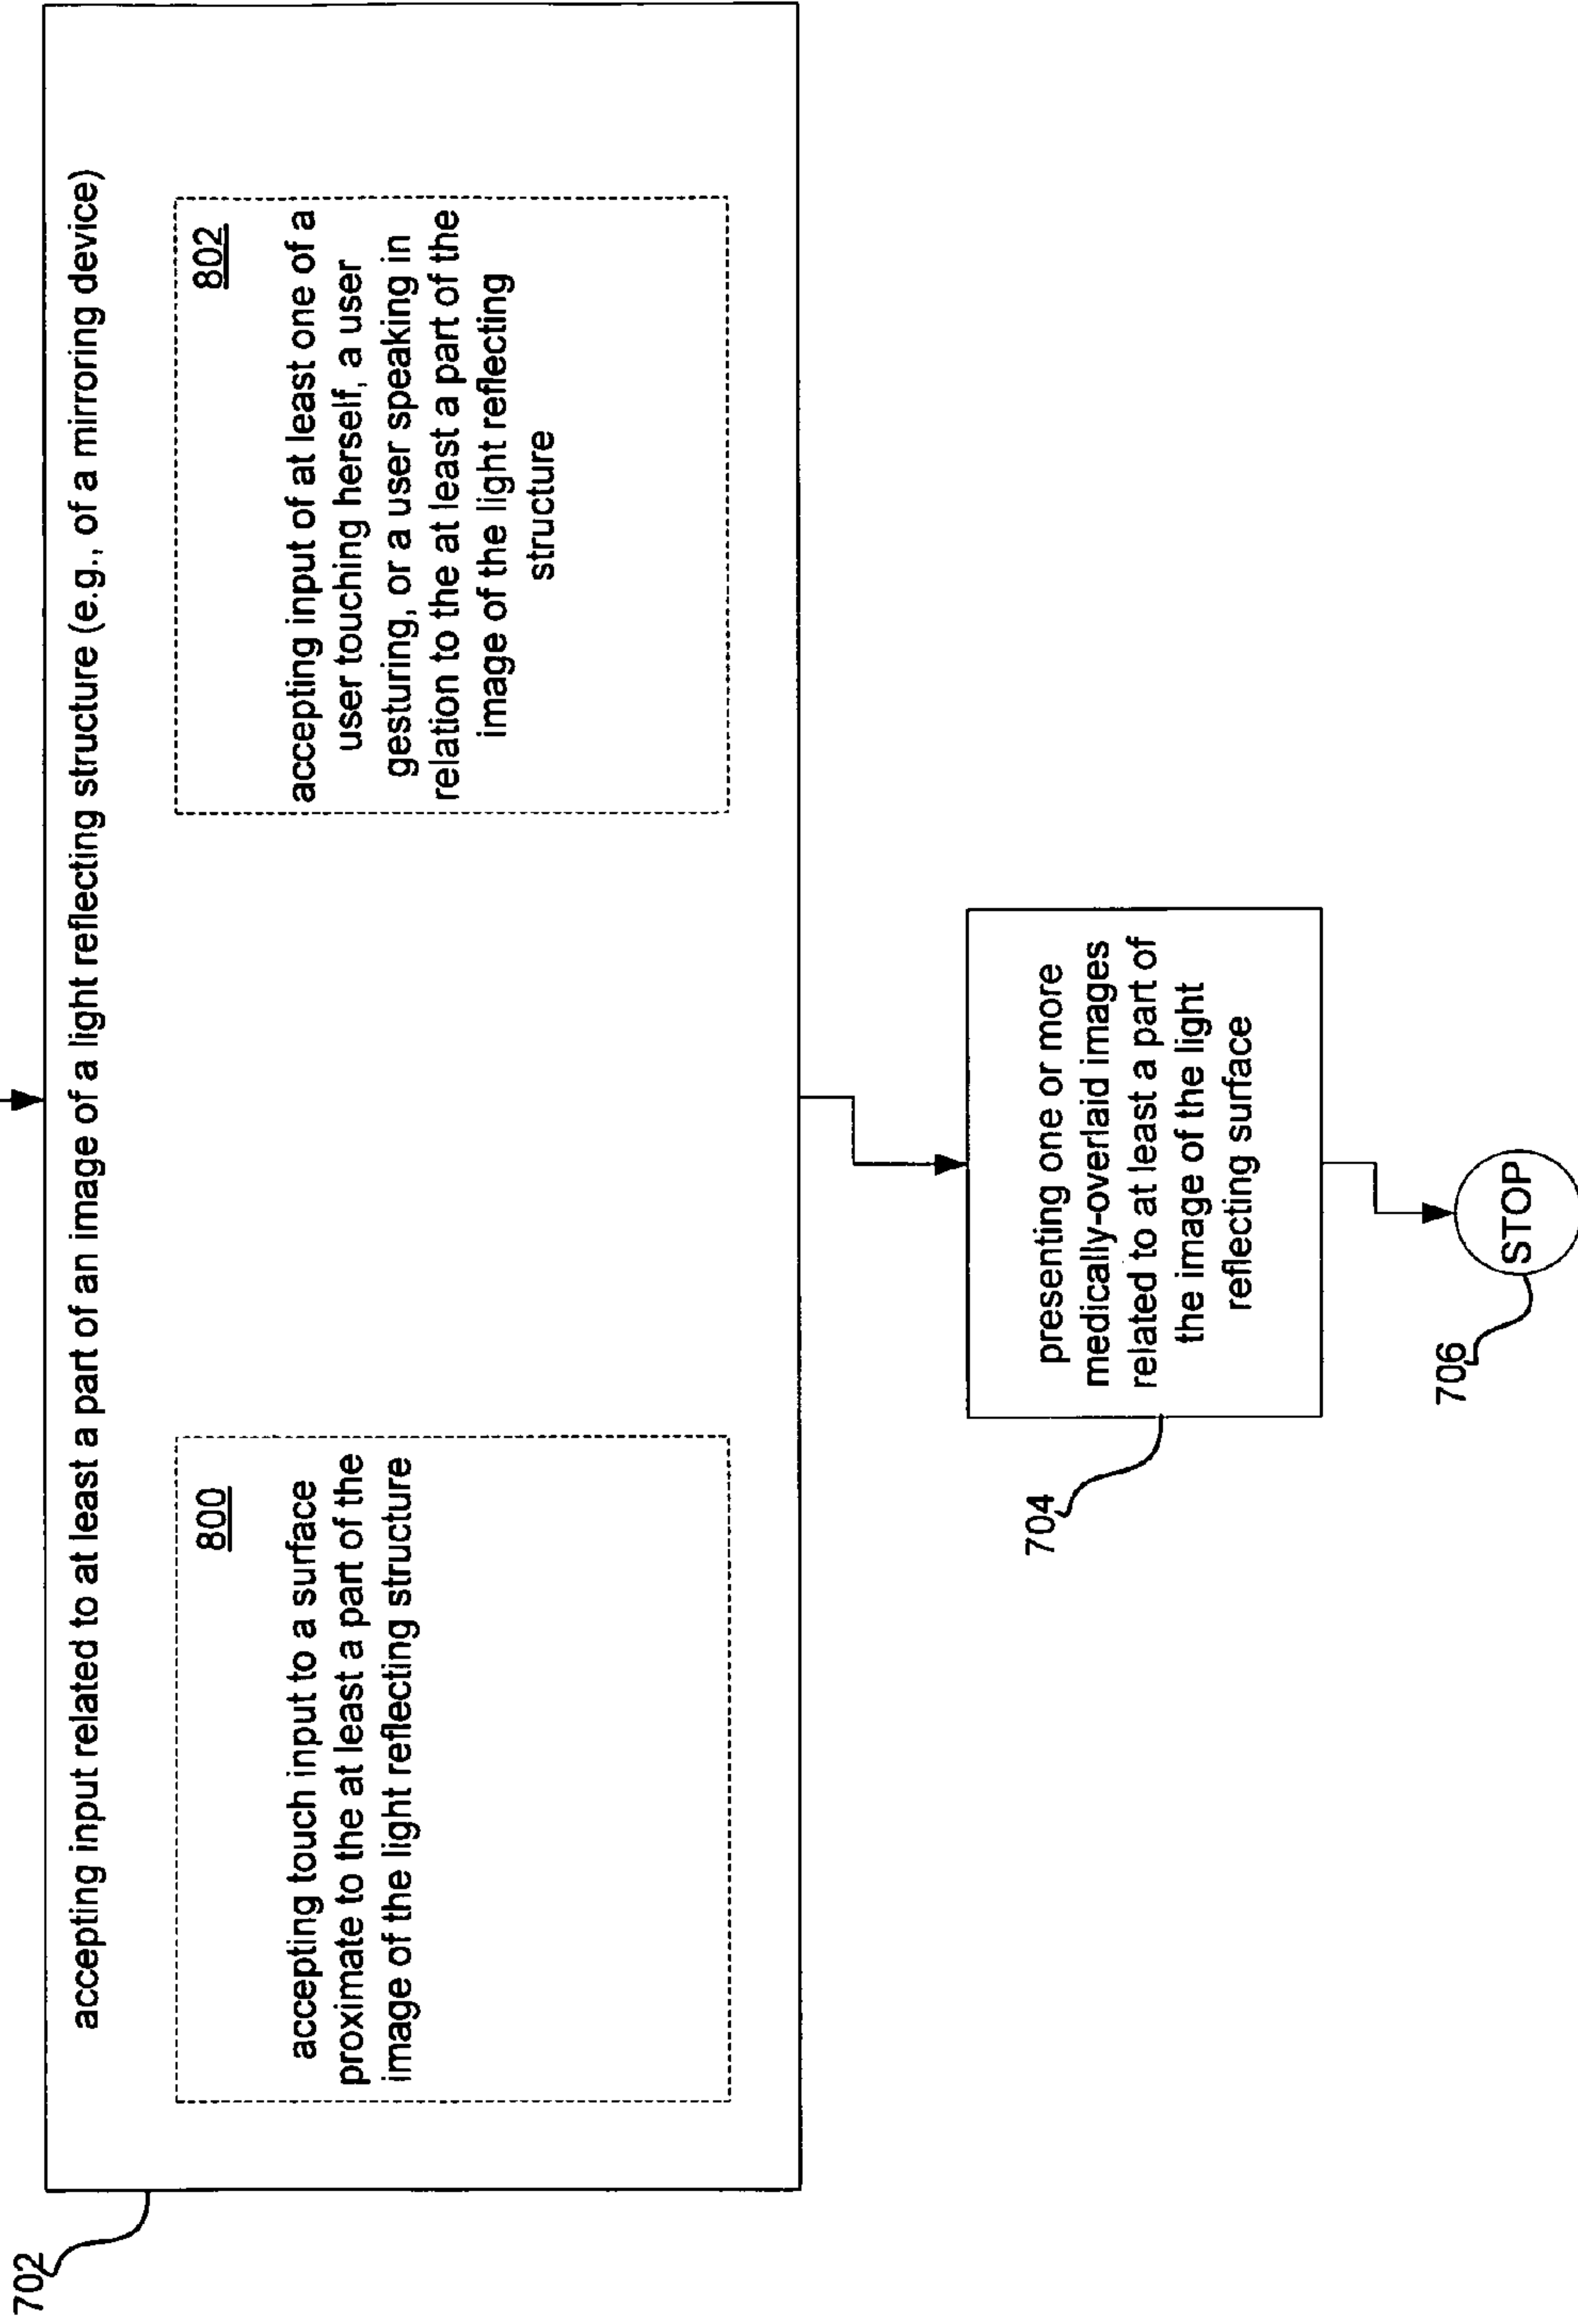 702
accepting input related to at least a part of an image of a light reflecting structure (e.g., of a mirroring device)
800
accepting touch input to a surface
proximate to the at least a part of the
image of the light reflecting structure
802
accepting input of at least one of a
user touching herself, a user
gesturing, or a user speaking in
relation to the at least a part of the
image of the light reflecting
structure
704
presenting one or more
medically-overlaid images
related to at least a part of
the image of the light
reflecting surface
706
STOP